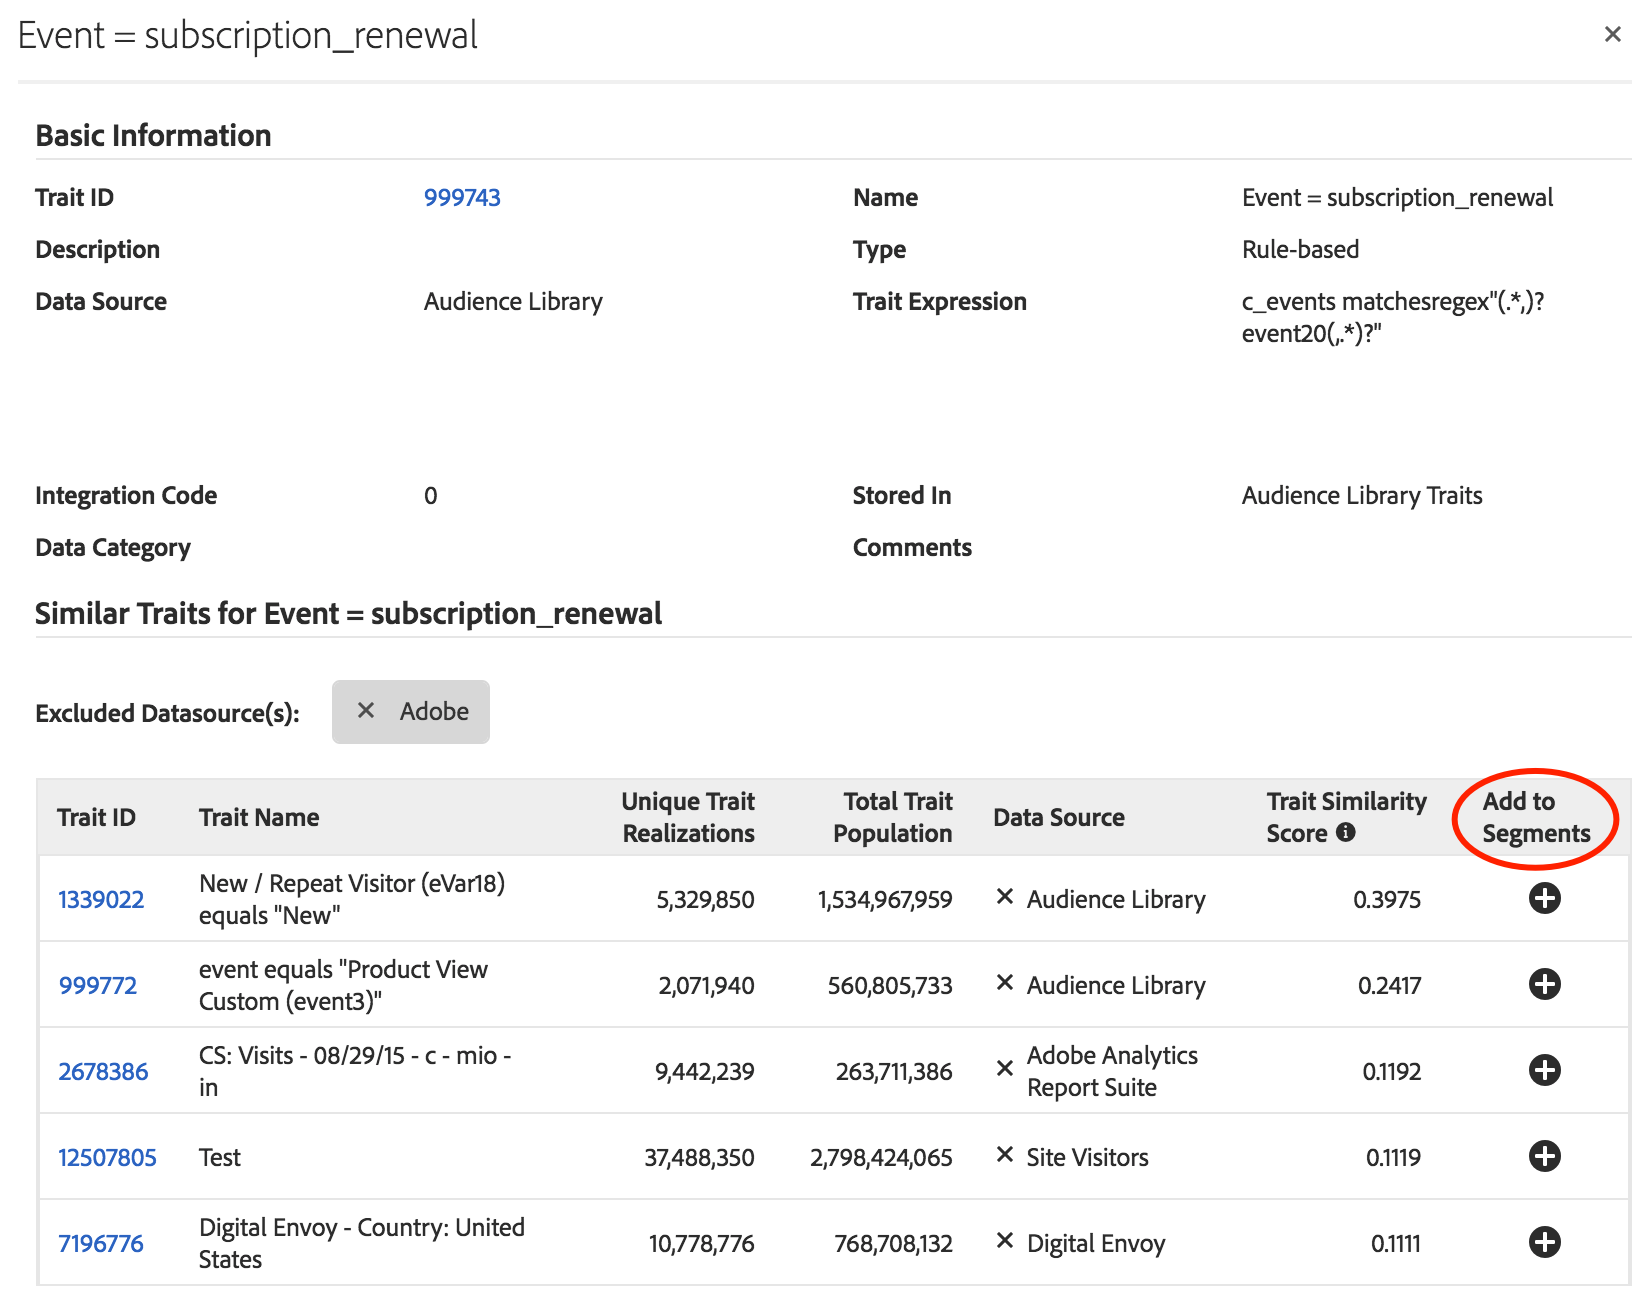 Event = subscription_renewal
Basic Information
Trait ID 999743 Name Event = subscription_renewal
Description Type Rule-based
Data Source Audience Library Trait Expression c_events matchesregex"(.*,)?
event20(,.*)?"
Integration Code 0 Stored In Audience Library Traits
Data Category Comments
Similar Traits for Event = subscription_renewal
Excluded Datasource(s): Adobe
Trait ID Trait Name Unique Trait Realizations Total Trait Population Data Source Trait Similarity Score Add to Segments
1339022 New / Repeat Visitor (eVar18) equals "New" 5,329,850 1,534,967,959 Audience Library 0.3975
999772 event equals "Product View Custom (event3)" 2,071,940 560,805,733 Audience Library 0.2417
2678386 CS: Visits - 08/29/15 - c - mio - in 9,442,239 263,711,386 Adobe Analytics Report Suite 0.1192
12507805 Test 37,488,350 2,798,424,065 Site Visitors 0.1119
7196776 Digital Envoy - Country: United States 10,778,776 768,708,132 Digital Envoy 0.1111